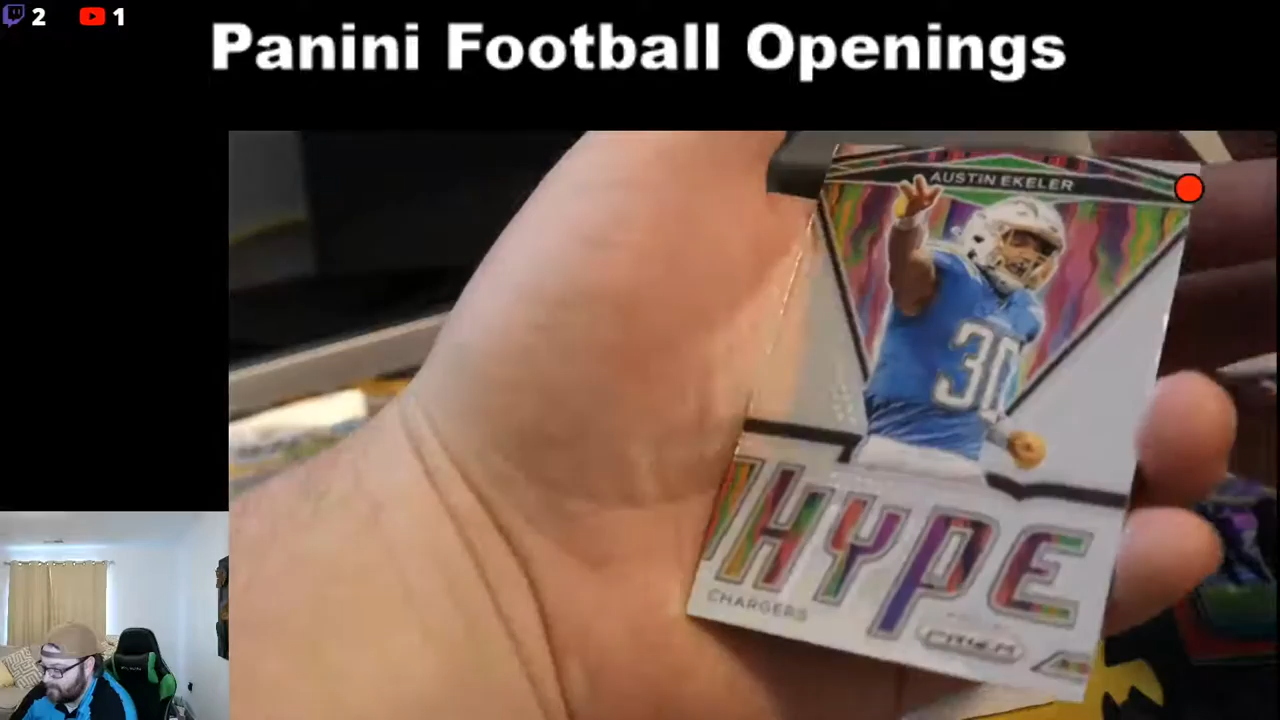 2 1
Panini Football Openings
AUSTIN EKELER
30
HYPE
CHARGERS
PRIZM